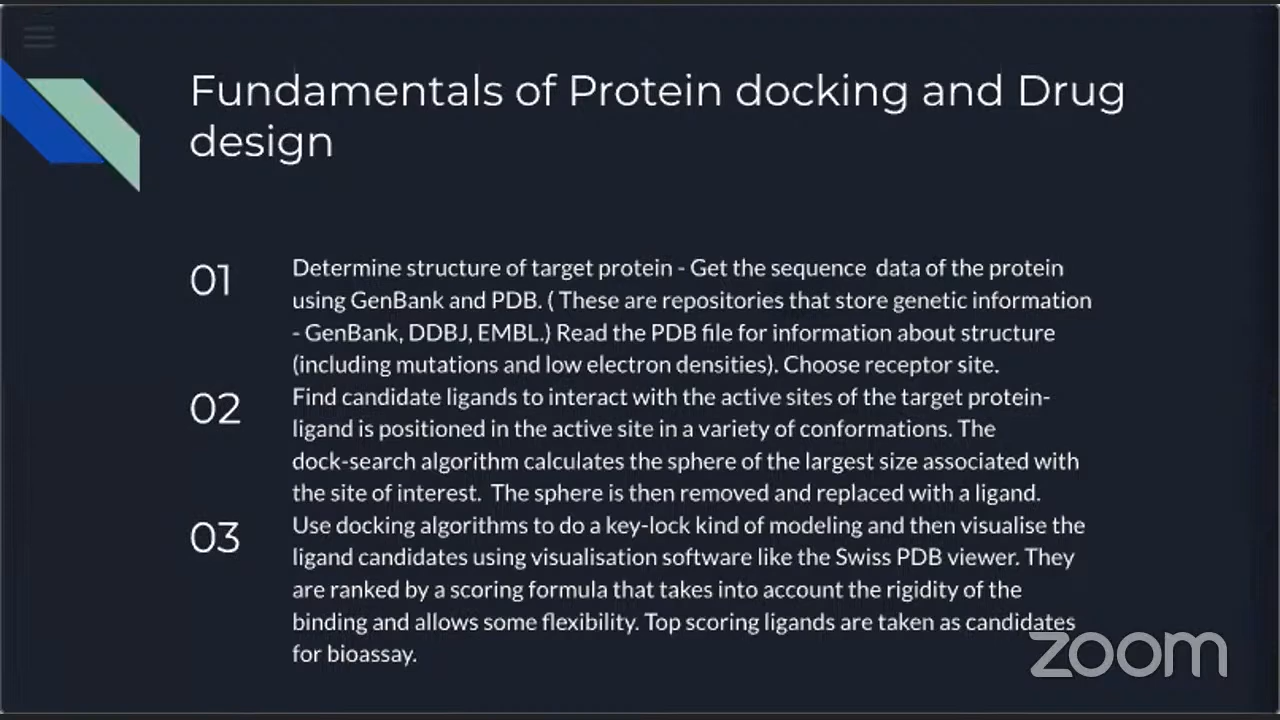 Fundamentals of Protein docking and Drug
design
01
Determine structure of target protein - Get the sequence data of the protein
using GenBank and PDB. ( These are repositories that store genetic information
- GenBank, DDBJ, EMBL.) Read the PDB file for information about structure
(including mutations and low electron densities). Choose receptor site.
02
Find candidate ligands to interact with the active sites of the target protein-
ligand is positioned in the active site in a variety of conformations. The
dock-search algorithm calculates the sphere of the largest size associated with
the site of interest. The sphere is then removed and replaced with a ligand.
03
Use docking algorithms to do a key-lock kind of modeling and then visualise the
ligand candidates using visualisation software like the Swiss PDB viewer. They
are ranked by a scoring formula that takes into account the rigidity of the
binding and allows some flexibility. Top scoring ligands are taken as candidates
for bioassay.
zoom